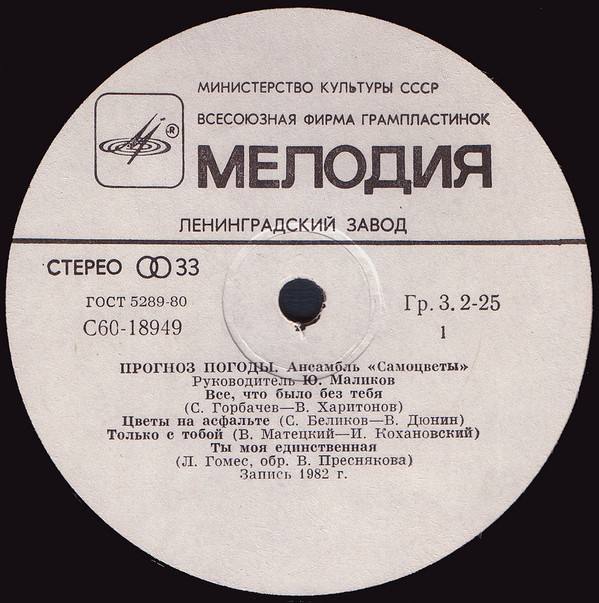 МИНИСТЕРСТВО КУЛЬТУРЫ СССР
ВСЕСОЮЗНАЯ ФИРМА ГРАМПЛАСТИНОК
®
МЕЛОДИЯ
ЛЕНИНГРАДСКИЙ ЗАВОД
СТЕРЕО 33
ГОСТ 5289-80
Гр. 3. 2-25
С60-18949
1
ПРОГНОЗ ПОГОДЫ. Ансамбль «Самоцветы»
Руководитель Ю. Маликов
Все, что было без тебя
(С. Горбачев—В. Харитонов)
Цветы на асфальте (С. Беликов—В. Дюнин)
Только с тобой (В. Матецкий—И. Кохановский)
Ты моя единственная
(Л. Гомес, обр. В. Преснякова)
Запись 1982 г.